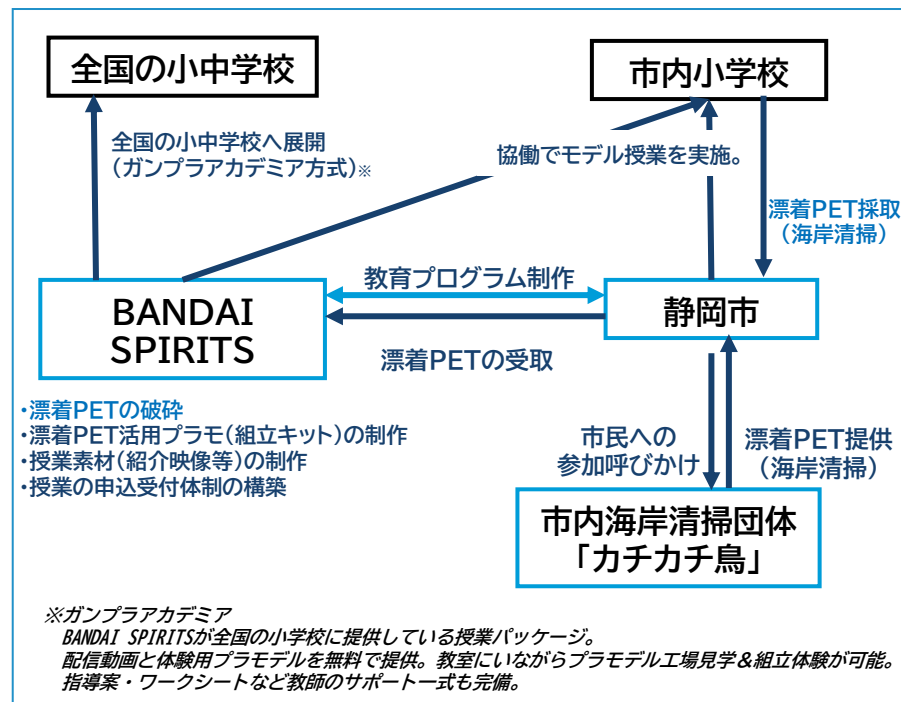 全国の小中学校
市内小学校
全国の小中学校へ展開
（ガンプラアカデミア方式）※
協働でモデル授業を実施。
漂着PET採取
（海岸清掃）
教育プログラム制作
BANDAI
SPIRITS
静岡市
漂着PETの受取
・漂着PETの破砕
・漂着PET活用プラモ（組立キット）の制作
・授業素材（紹介映像等）の制作
・授業の申込受付体制の構築
市民への
参加呼びかけ
漂着PET提供
（海岸清掃）
市内海岸清掃団体
「カチカチ鳥」
※ガンプラアカデミア
BANDAI SPIRITSが全国の小学校に提供している授業パッケージ。
配信動画と体験用プラモデルを無料で提供。教室にいながらプラモデル工場見学＆組立体験が可能。
指導案・ワークシートなど教師のサポート一式も完備。